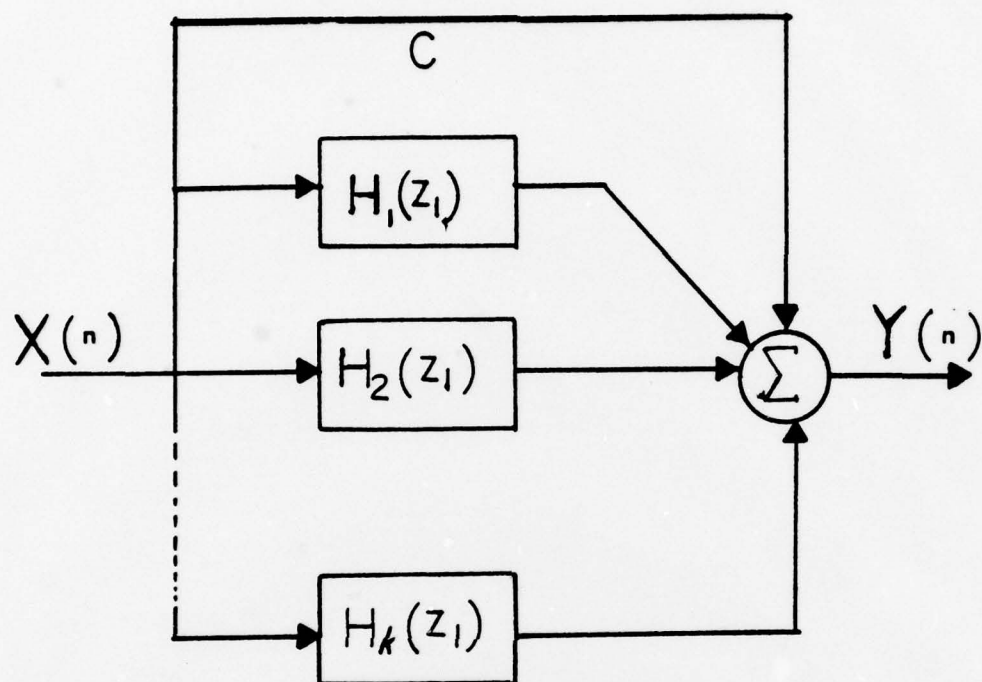 C
H₁(Z₁)
X(n)
H₂(Z₁)
Σ
Y(n)
Hₖ(Z₁)